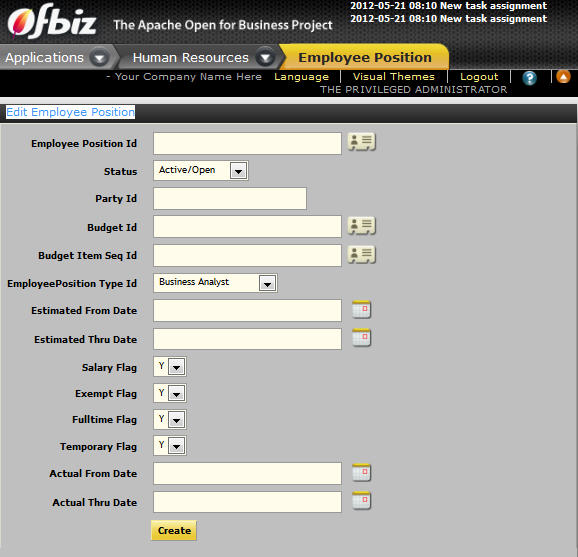 2012-05-21 08:10 New task assignment
2012-05-21 08:10 New task assignment
Ofbiz The Apache Open for Business Project
Applications Human Resources Employee Position
- Your Company Name Here Language Visual Themes Logout ?
THE PRIVILEGED ADMINISTRATOR
Edit Employee Position
Employee Position Id
Status Active/Open
Party Id
Budget Id
Budget Item Seq Id
EmployeePosition Type Id Business Analyst
Estimated From Date
Estimated Thru Date
Salary Flag Y
Exempt Flag Y
Fulltime Flag Y
Temporary Flag Y
Actual From Date
Actual Thru Date
Create